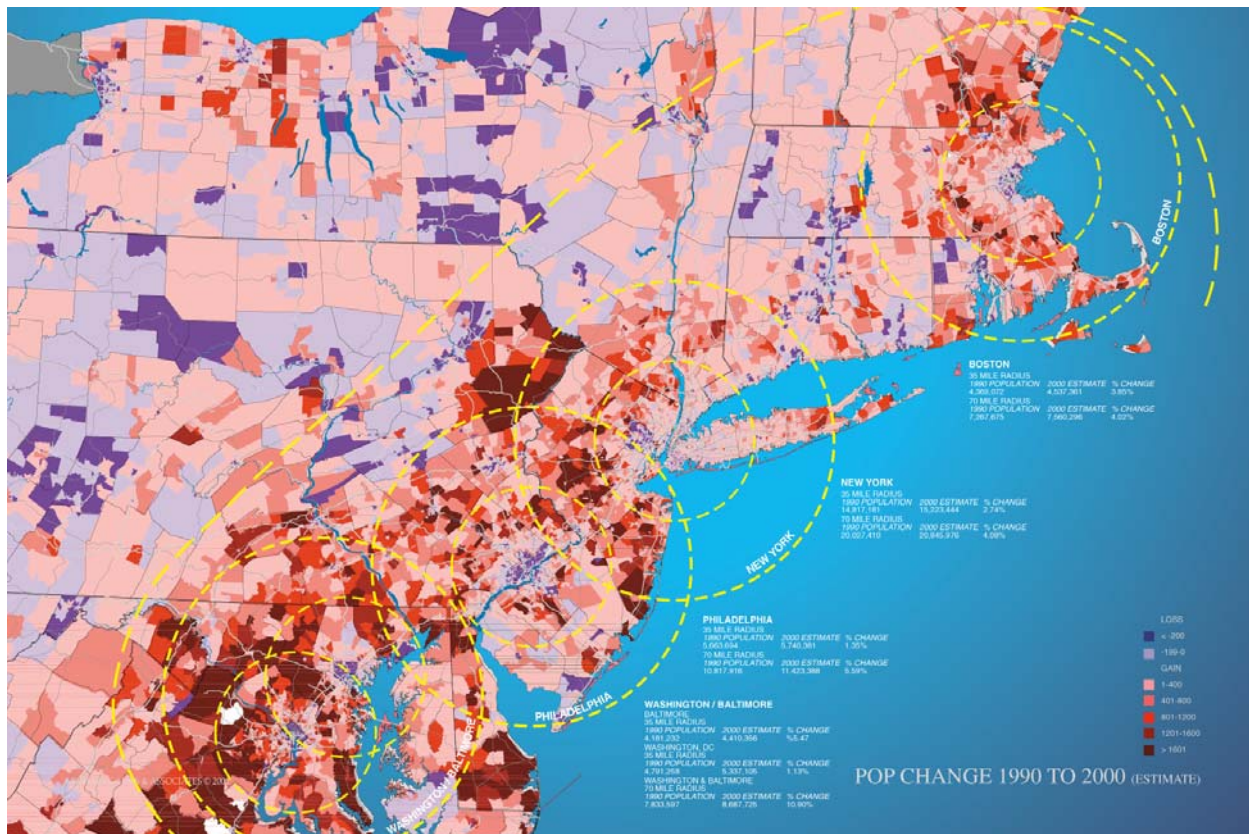 BOSTON
BOSTON
35 MILE RADIUS
1990 POPULATION 2000 ESTIMATE % CHANGE
4,369,072 4,537,361 3.85%
70 MILE RADIUS
1990 POPULATION 2000 ESTIMATE % CHANGE
7,267,675 7,560,296 4.02%
NEW YORK
NEW YORK
35 MILE RADIUS
1990 POPULATION 2000 ESTIMATE % CHANGE
14,817,181 15,223,444 2.74%
70 MILE RADIUS
1990 POPULATION 2000 ESTIMATE % CHANGE
20,027,410 20,845,976 4.08%
PHILADELPHIA
PHILADELPHIA
35 MILE RADIUS
1990 POPULATION 2000 ESTIMATE % CHANGE
5,663,694 5,740,381 1.35%
70 MILE RADIUS
1990 POPULATION 2000 ESTIMATE % CHANGE
10,817,918 11,423,388 5.59%
WASHINGTON / BALTIMORE
WASHINGTON / BALTIMORE
BALTIMORE
35 MILE RADIUS
1990 POPULATION 2000 ESTIMATE % CHANGE
4,181,232 4,410,366 %5.47
WASHINGTON, DC
35 MILE RADIUS
1990 POPULATION 2000 ESTIMATE % CHANGE
4,791,258 5,337,105 1.13%
WASHINGTON & BALTIMORE
70 MILE RADIUS
1990 POPULATION 2000 ESTIMATE % CHANGE
7,833,597 8,687,725 10.90%
LOSS
< -200
-199-0
GAIN
1-400
401-800
801-1200
1201-1600
> 1601
ASSOCIATES ©
POP CHANGE 1990 TO 2000 (ESTIMATE)